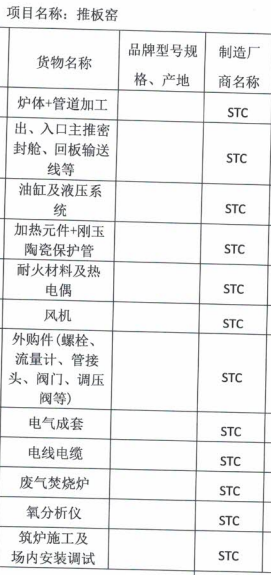 项目名称：推板窑
货物名称
品牌型号规
格、产地
制造厂
商名称
炉体+管道加工
STC
出、入口主推密
封舱、回板输送
线等
STC
油缸及液压系
统
STC
加热元件+刚玉
陶瓷保护管
STC
耐火材料及热
电偶
STC
风机
STC
外购件(螺栓、
流量计、管接
头、阀门、调压
阀等)
STC
电气成套
STC
电线电缆
STC
废气焚烧炉
STC
氧分析仪
STC
筑炉施工及
场内安装调试
STC